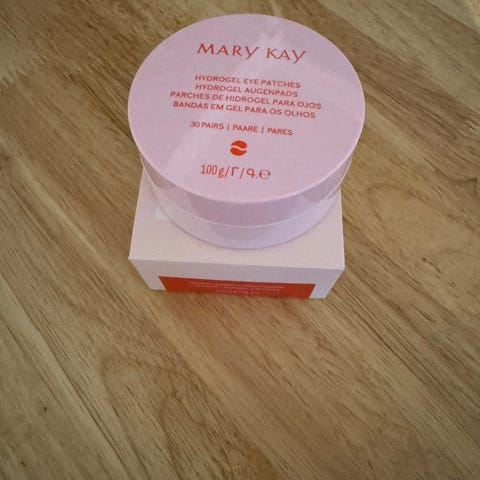 MARY KAY
HYDROGEL EYE PATCHES
HYDROGEL AUGENPADS
PARCHES DE HIDROGEL PARA OJOS
BANDAS EM GEL PARA OS OLHOS
30 PAIRS | PAARE | PARES
100 g/Г/Գ.℮